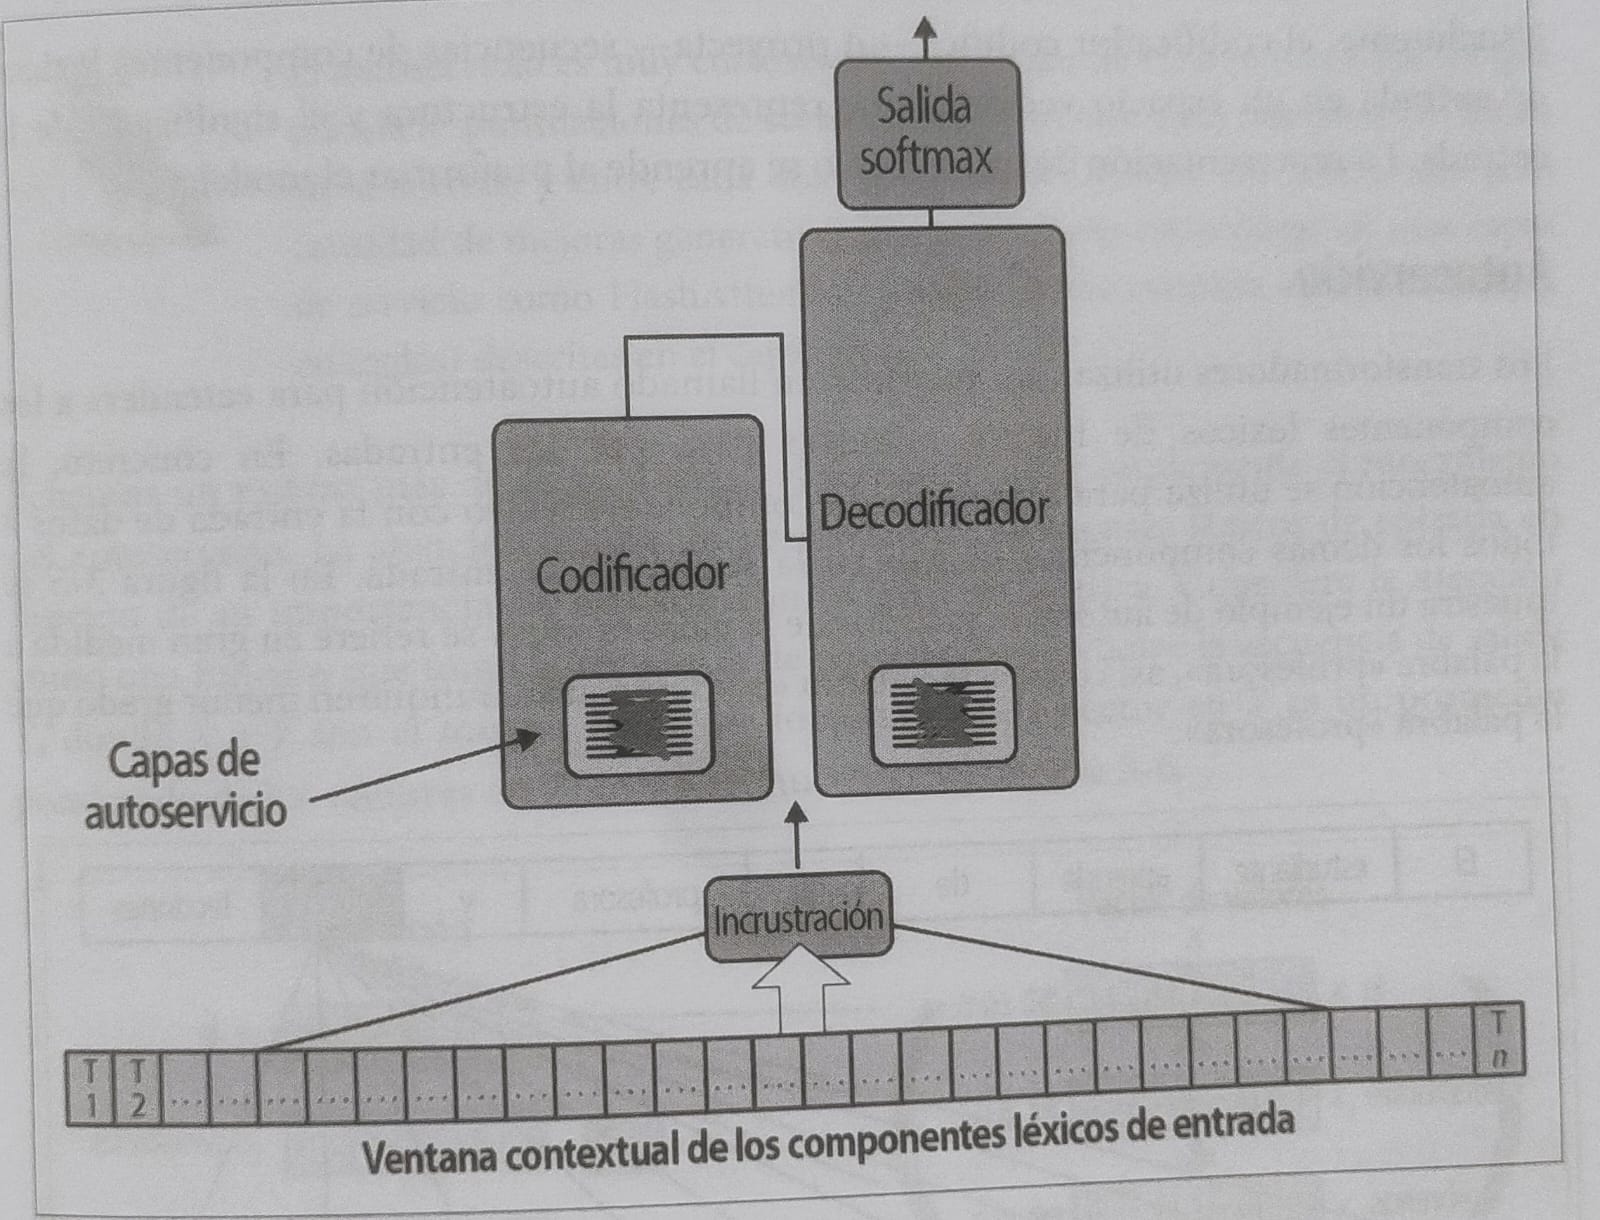 Salida
softmax
Decodificador
Codificador
Capas de
autoservicio
Incrustración
T 1
T 2
... ... ... ... ... ... ... ... ... ... ... ... ... ... ... ... ... ... ... ... ... ... ... ... ... ... ...
T n
Ventana contextual de los componentes léxicos de entrada